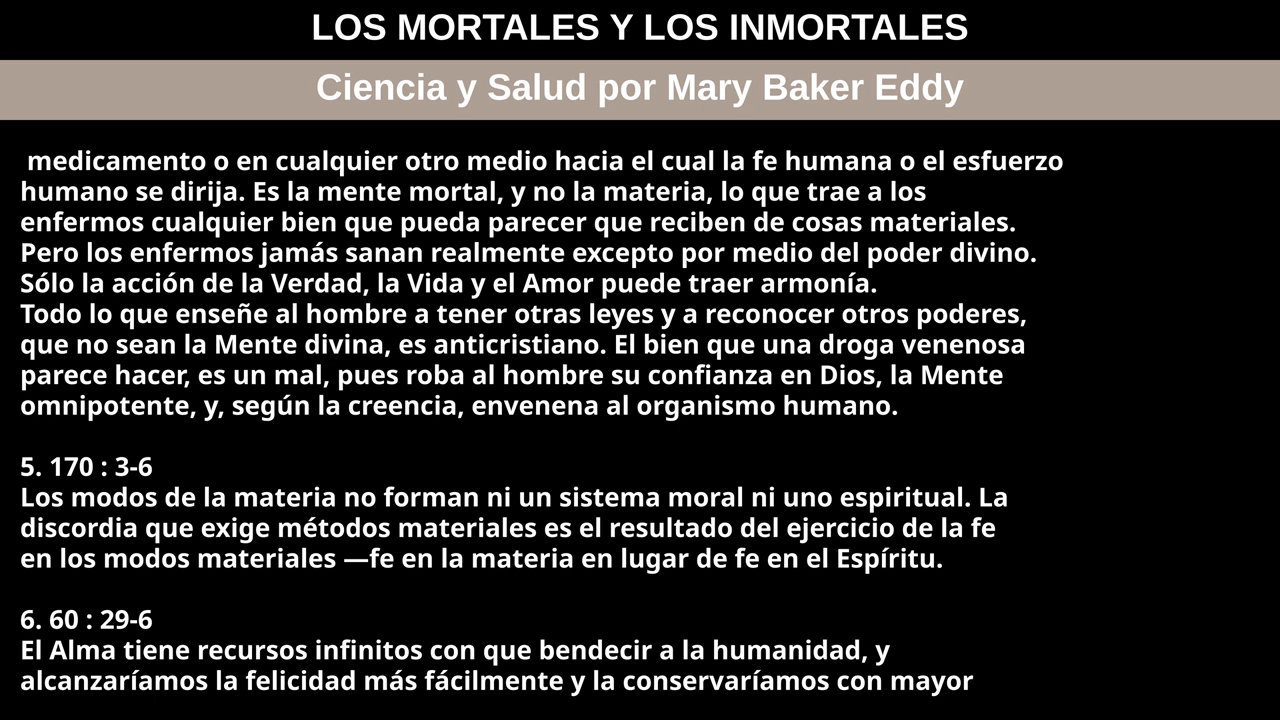 LOS MORTALES Y LOS INMORTALES
Ciencia y Salud por Mary Baker Eddy
medicamento o en cualquier otro medio hacia el cual la fe humana o el esfuerzo
humano se dirija. Es la mente mortal, y no la materia, lo que trae a los
enfermos cualquier bien que pueda parecer que reciben de cosas materiales.
Pero los enfermos jamás sanan realmente excepto por medio del poder divino.
Sólo la acción de la Verdad, la Vida y el Amor puede traer armonía.
Todo lo que enseñe al hombre a tener otras leyes y a reconocer otros poderes,
que no sean la Mente divina, es anticristiano. El bien que una droga venenosa
parece hacer, es un mal, pues roba al hombre su confianza en Dios, la Mente
omnipotente, y, según la creencia, envenena al organismo humano.
5. 170 : 3-6
Los modos de la materia no forman ni un sistema moral ni uno espiritual. La
discordia que exige métodos materiales es el resultado del ejercicio de la fe
en los modos materiales —fe en la materia en lugar de fe en el Espíritu.
6. 60 : 29-6
El Alma tiene recursos infinitos con que bendecir a la humanidad, y
alcanzaríamos la felicidad más fácilmente y la conservaríamos con mayor